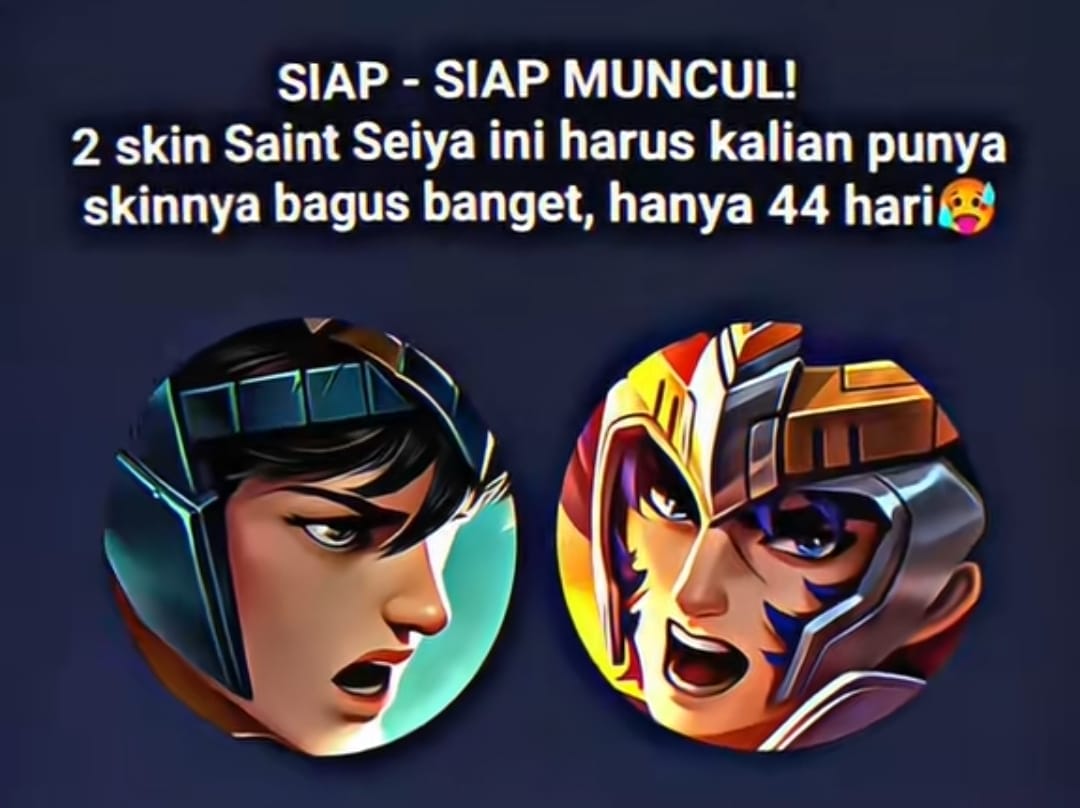 SIAP - SIAP MUNCUL!
2 skin Saint Seiya ini harus kalian punya
skinnya bagus banget, hanya 44 hari🥵